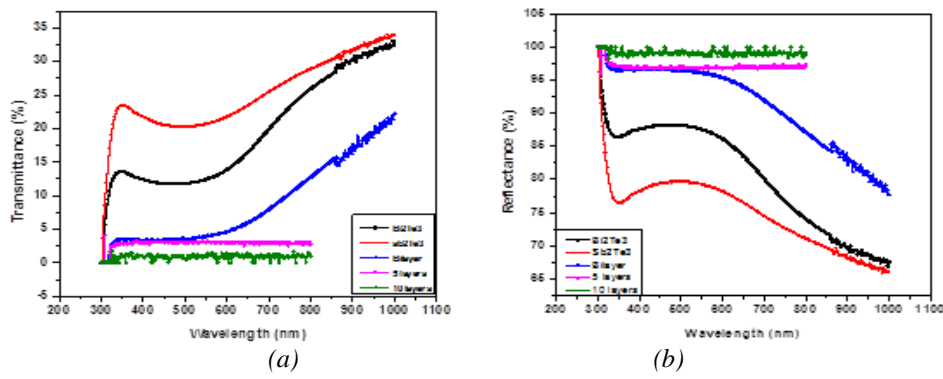 35
30
25
20
15
10
5
0
-5
Transmittance (%)
200 300 400 500 600 700 800 900 1000 1100
Wavelength (nm)
Bi2Te3
sb2Te3
Bilayer
5 layers
10 layers
(a)
100
95
90
85
80
75
70
65
Reflectance (%)
200 300 400 500 600 700 800 900 1000 1100
Wavelength (nm)
Bi2Te3
Sb2Te3
Bilayer
5 layers
10 layers
(b)